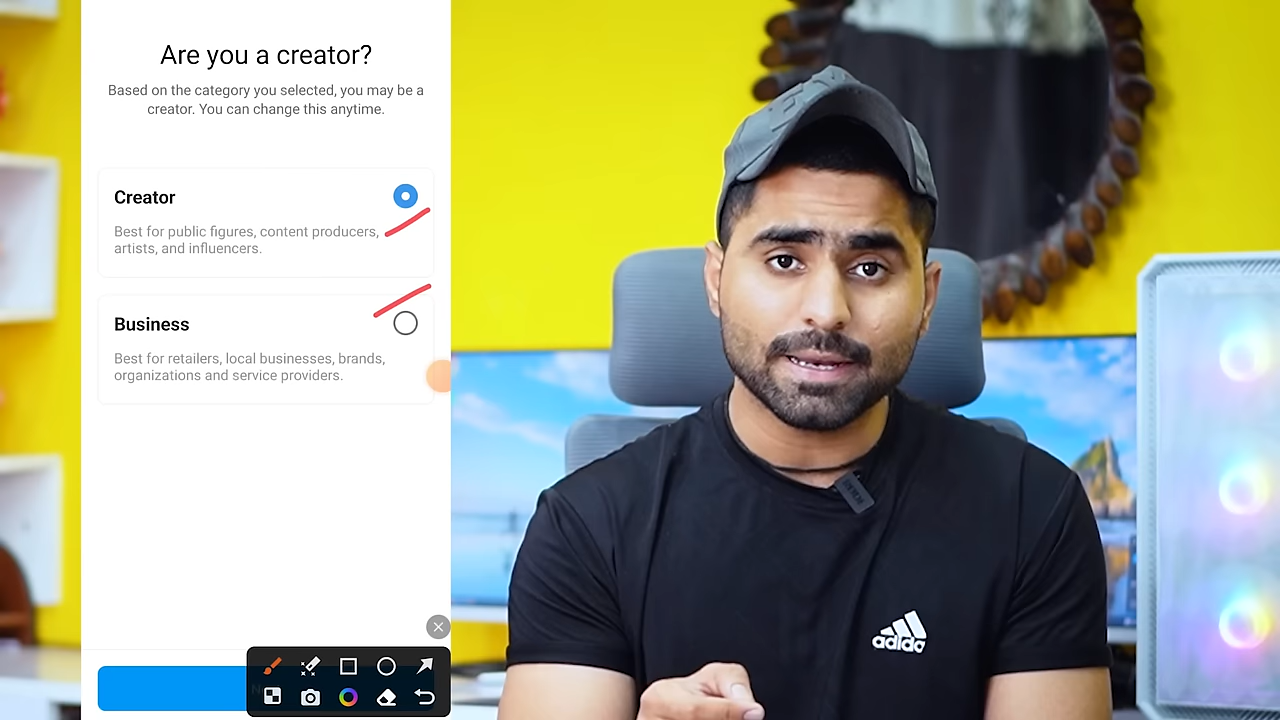 Are you a creator?
Based on the category you selected, you may be a
creator. You can change this anytime.
Creator
Best for public figures, content producers,
artists, and influencers.
Business
Best for retailers, local businesses, brands,
organizations and service providers.
adidas